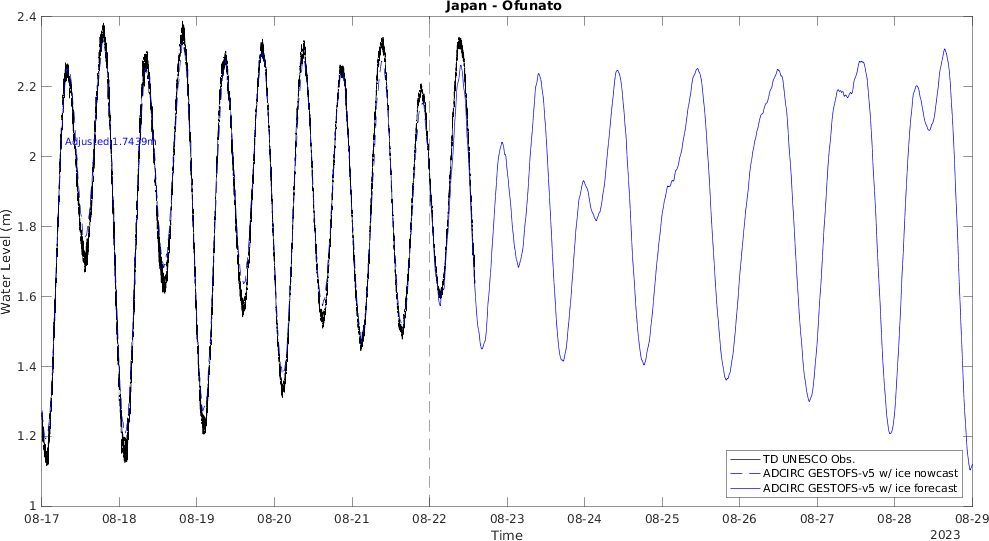 Japan - Ofunato
Water Level (m)
2.4
2.2
2
1.8
1.6
1.4
1.2
1
Adjusted:1.7439m
TD UNESCO Obs.
ADCIRC GESTOFS-v5 w/ ice nowcast
ADCIRC GESTOFS-v5 w/ ice forecast
08-17 08-18 08-19 08-20 08-21 08-22 08-23 08-24 08-25 08-26 08-27 08-28 08-29
Time
2023